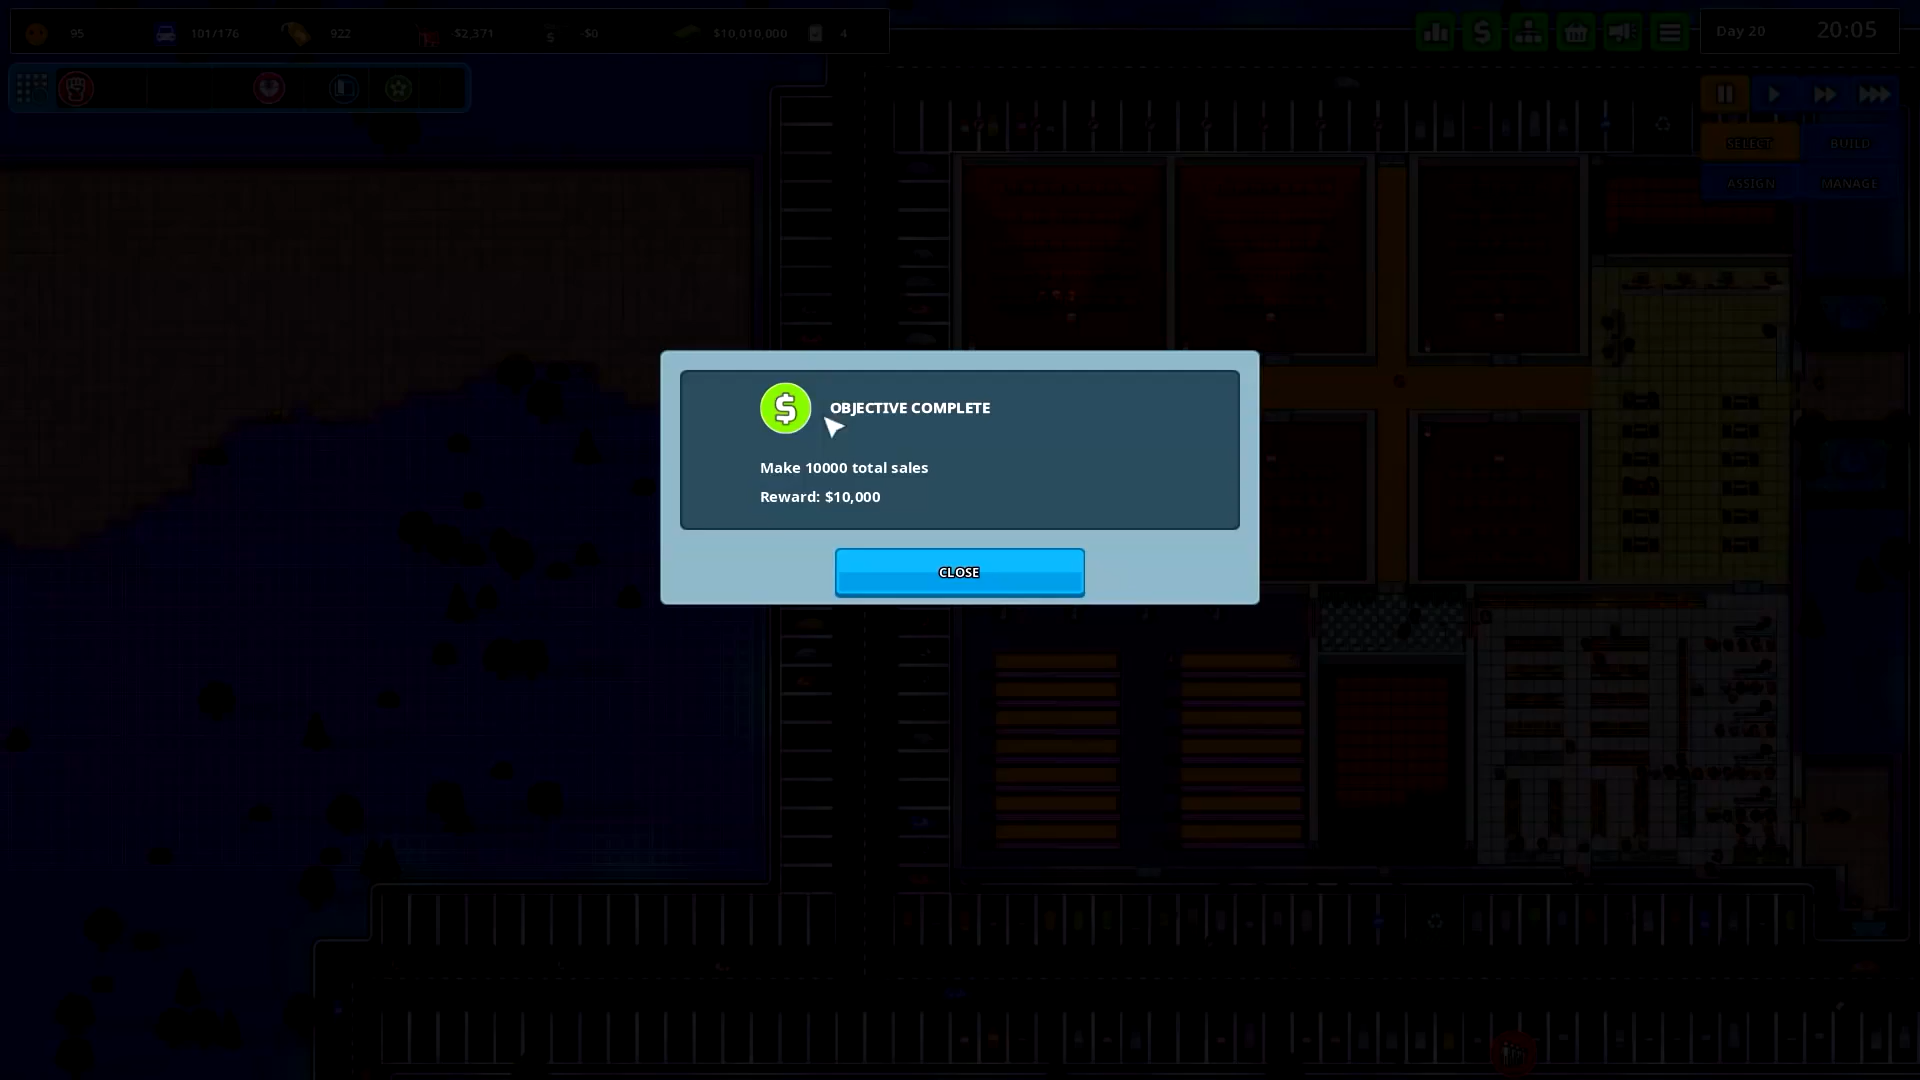 95 101/176 922 -$2,371 $ -$0 $10,010,000 4
$ Day 20 20:05
SELECT BUILD
ASSIGN MANAGE
$ OBJECTIVE COMPLETE
Make 10000 total sales
Reward: $10,000
CLOSE